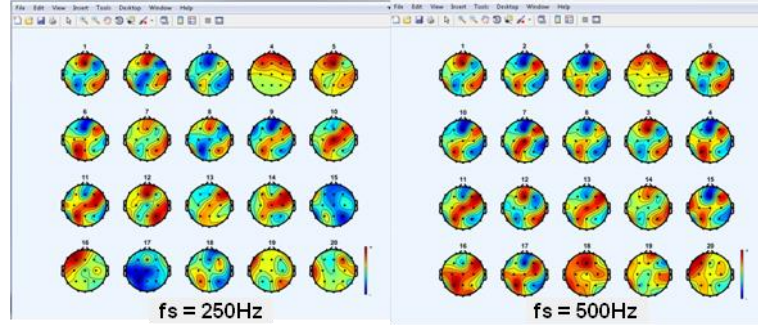 File Edit View Insert Tools Desktop Window Help
1 2 3 4 5
6 7 8 9 10
11 12 13 14 15
16 17 18 19 20
fs = 250Hz
File Edit View Insert Tools Desktop Window Help
1 2 9 6 5
10 7 8 3 4
11 12 13 14 15
16 17 18 19 20
fs = 500Hz